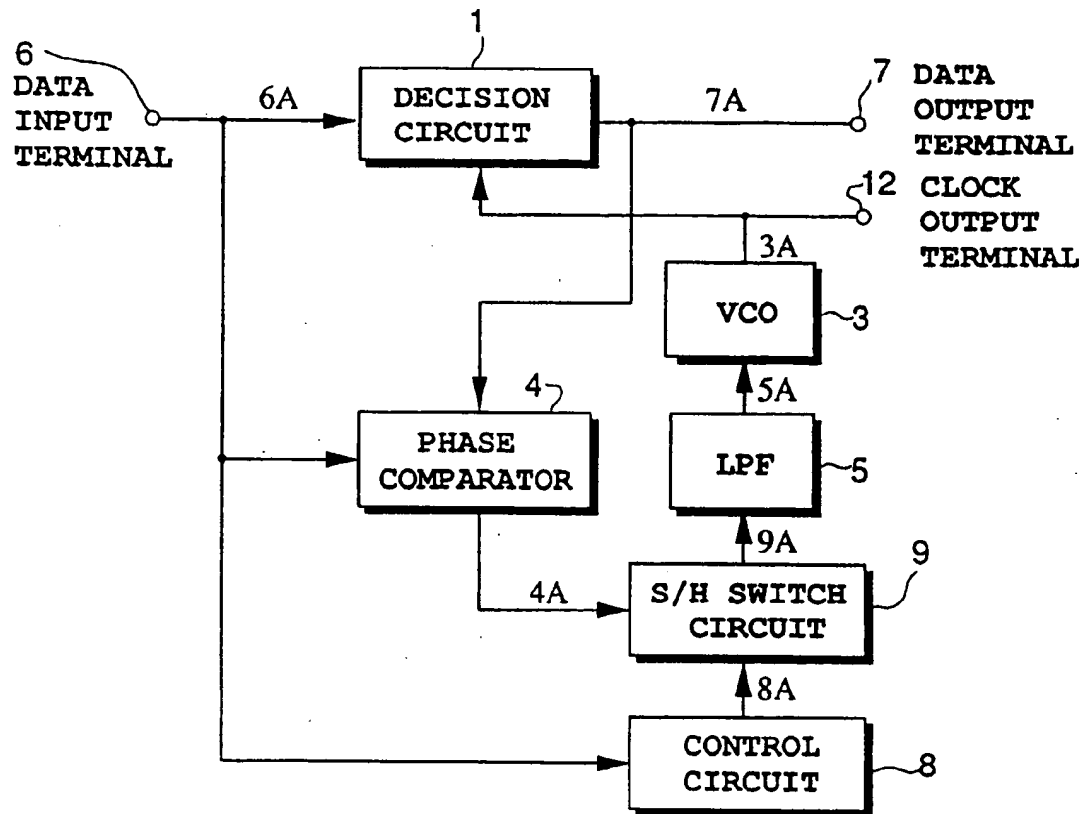 1
6
DATA
INPUT
TERMINAL
6A
DECISION
CIRCUIT
7A
7
DATA
OUTPUT
TERMINAL
12
CLOCK
OUTPUT
TERMINAL
3A
VCO
3
5A
4
PHASE
COMPARATOR
LPF
5
9A
4A
S/H SWITCH
CIRCUIT
9
8A
CONTROL
CIRCUIT
8